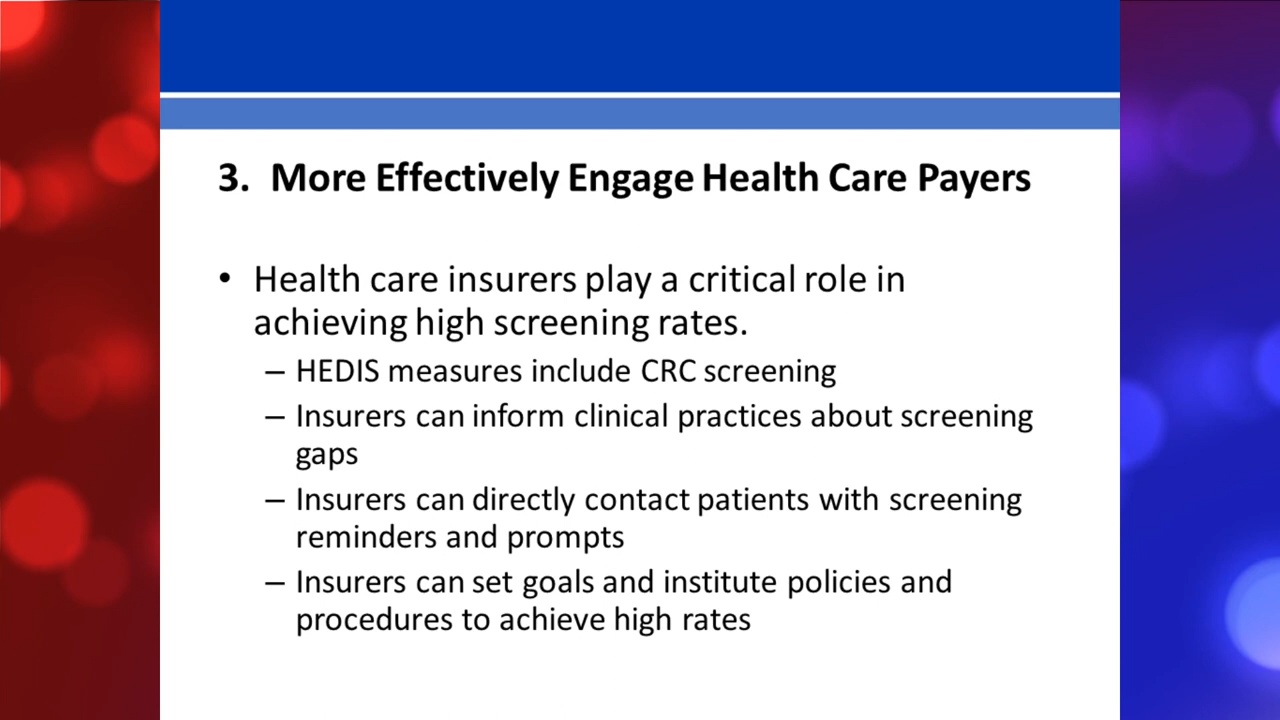 3. More Effectively Engage Health Care Payers
• Health care insurers play a critical role in
achieving high screening rates.
– HEDIS measures include CRC screening
– Insurers can inform clinical practices about screening
gaps
– Insurers can directly contact patients with screening
reminders and prompts
– Insurers can set goals and institute policies and
procedures to achieve high rates